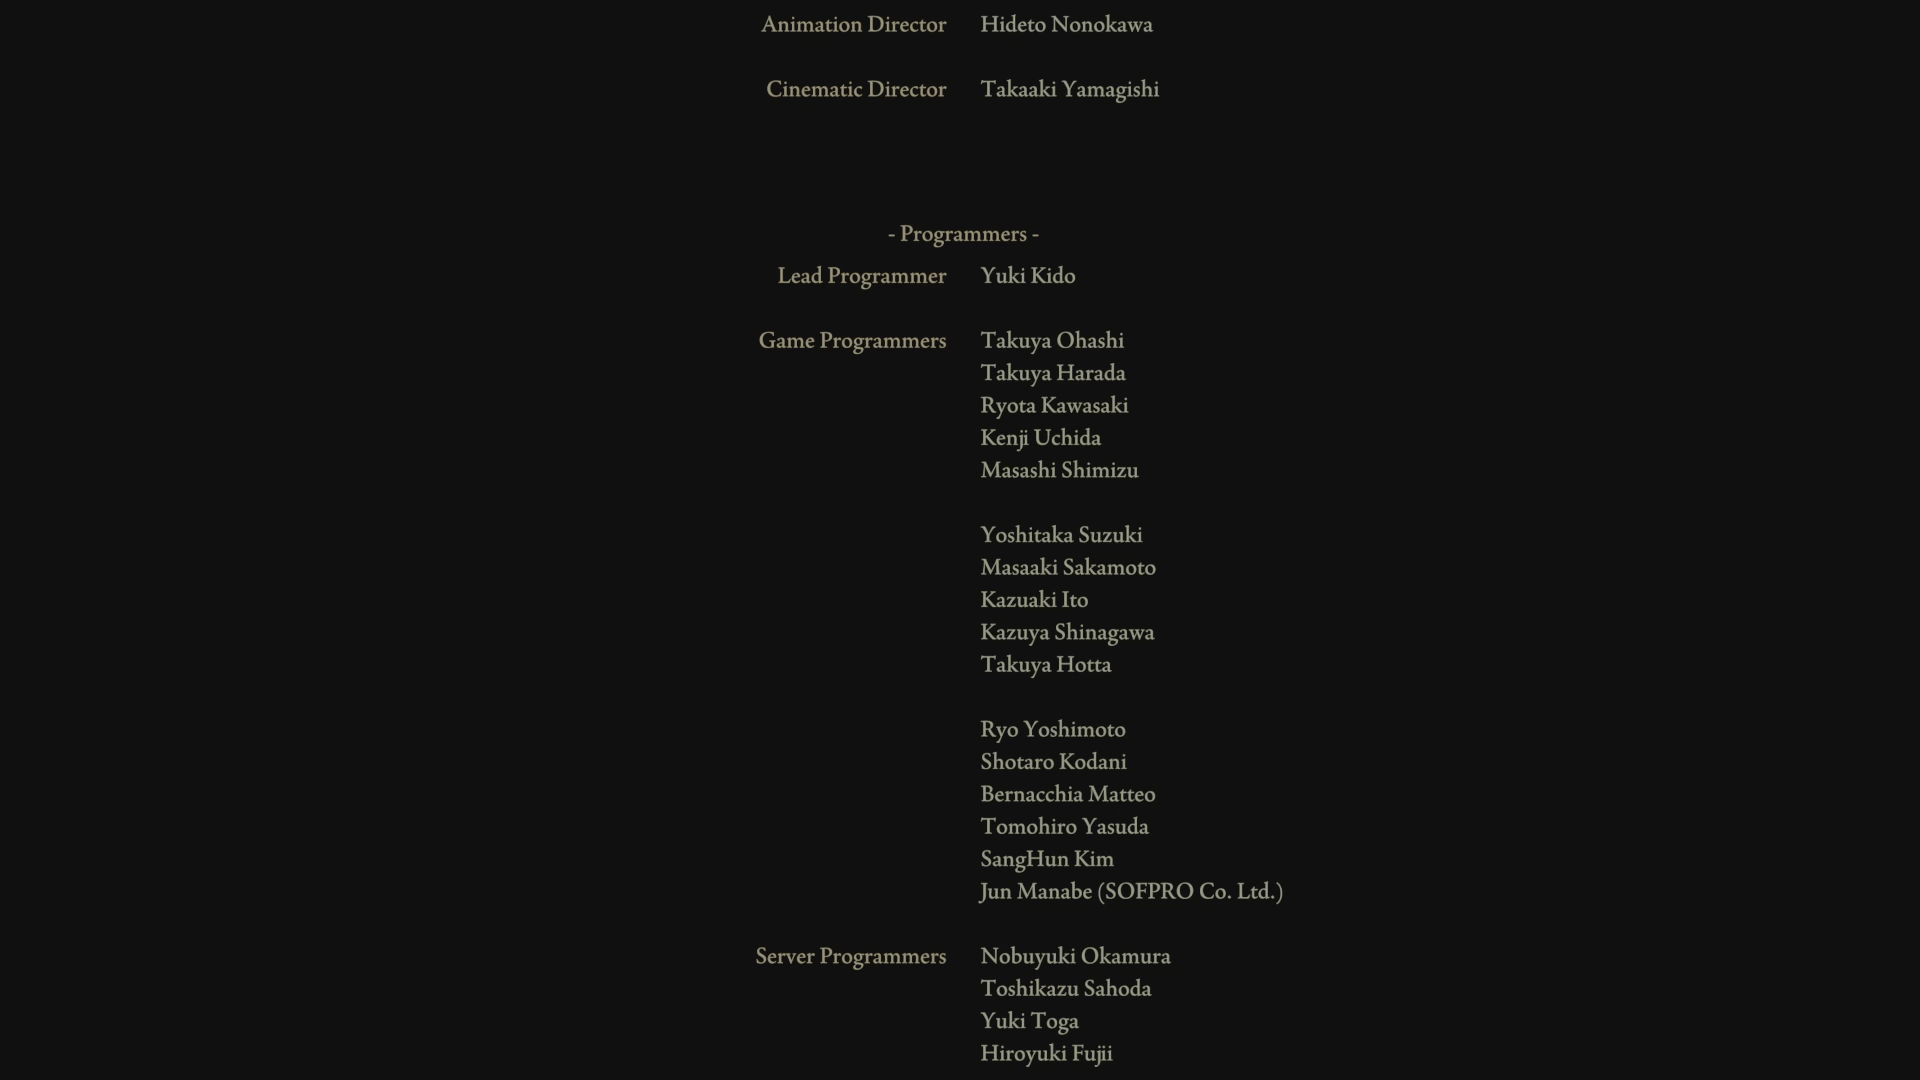 Animation Director Hideto Nonokawa
Cinematic Director Takaaki Yamagishi
- Programmers -
Lead Programmer Yuki Kido
Game Programmers Takuya Ohashi
Takuya Harada
Ryota Kawasaki
Kenji Uchida
Masashi Shimizu
Yoshitaka Suzuki
Masaaki Sakamoto
Kazuaki Ito
Kazuya Shinagawa
Takuya Hotta
Ryo Yoshimoto
Shotaro Kodani
Bernacchia Matteo
Tomohiro Yasuda
SangHun Kim
Jun Manabe (SOFPRO Co. Ltd.)
Server Programmers Nobuyuki Okamura
Toshikazu Sahoda
Yuki Toga
Hiroyuki Fujii